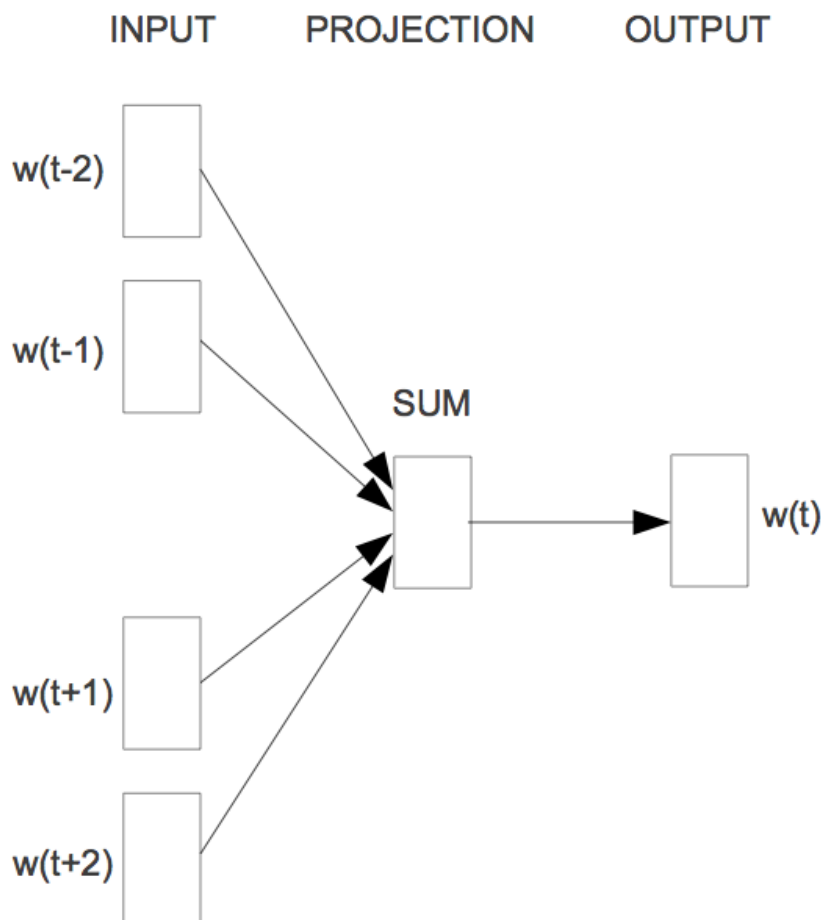 INPUT PROJECTION OUTPUT
w(t-2)
w(t-1)
SUM
w(t)
w(t+1)
w(t+2)